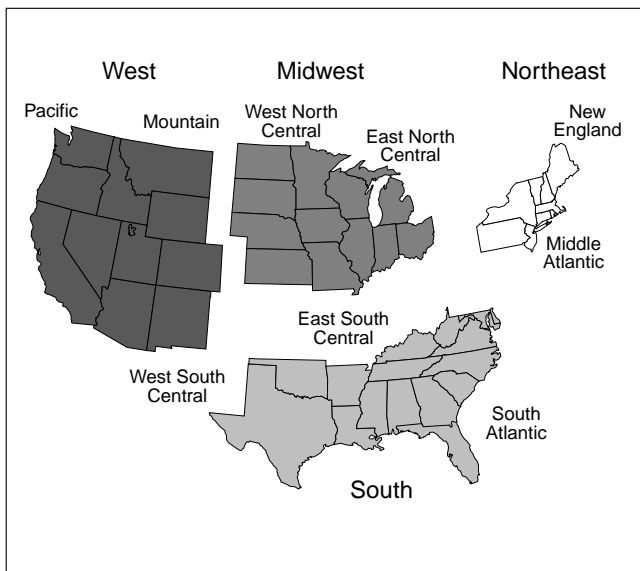 West
Midwest
Northeast
Pacific
Mountain
West North
Central
East North
Central
New
England
Middle
Atlantic
East South
Central
West South
Central
South
Atlantic
South